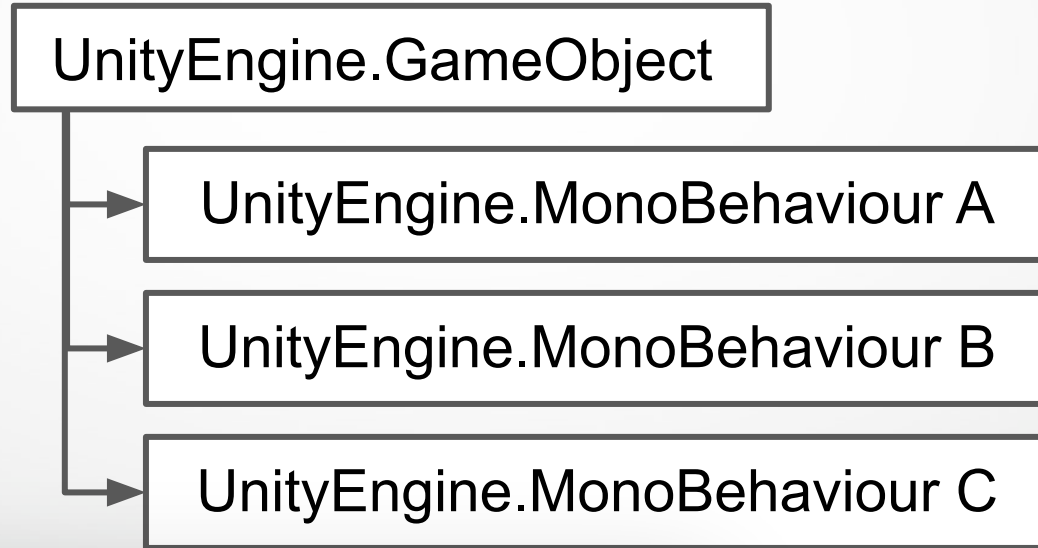 UnityEngine.GameObject
UnityEngine.MonoBehaviour A
UnityEngine.MonoBehaviour B
UnityEngine.MonoBehaviour C